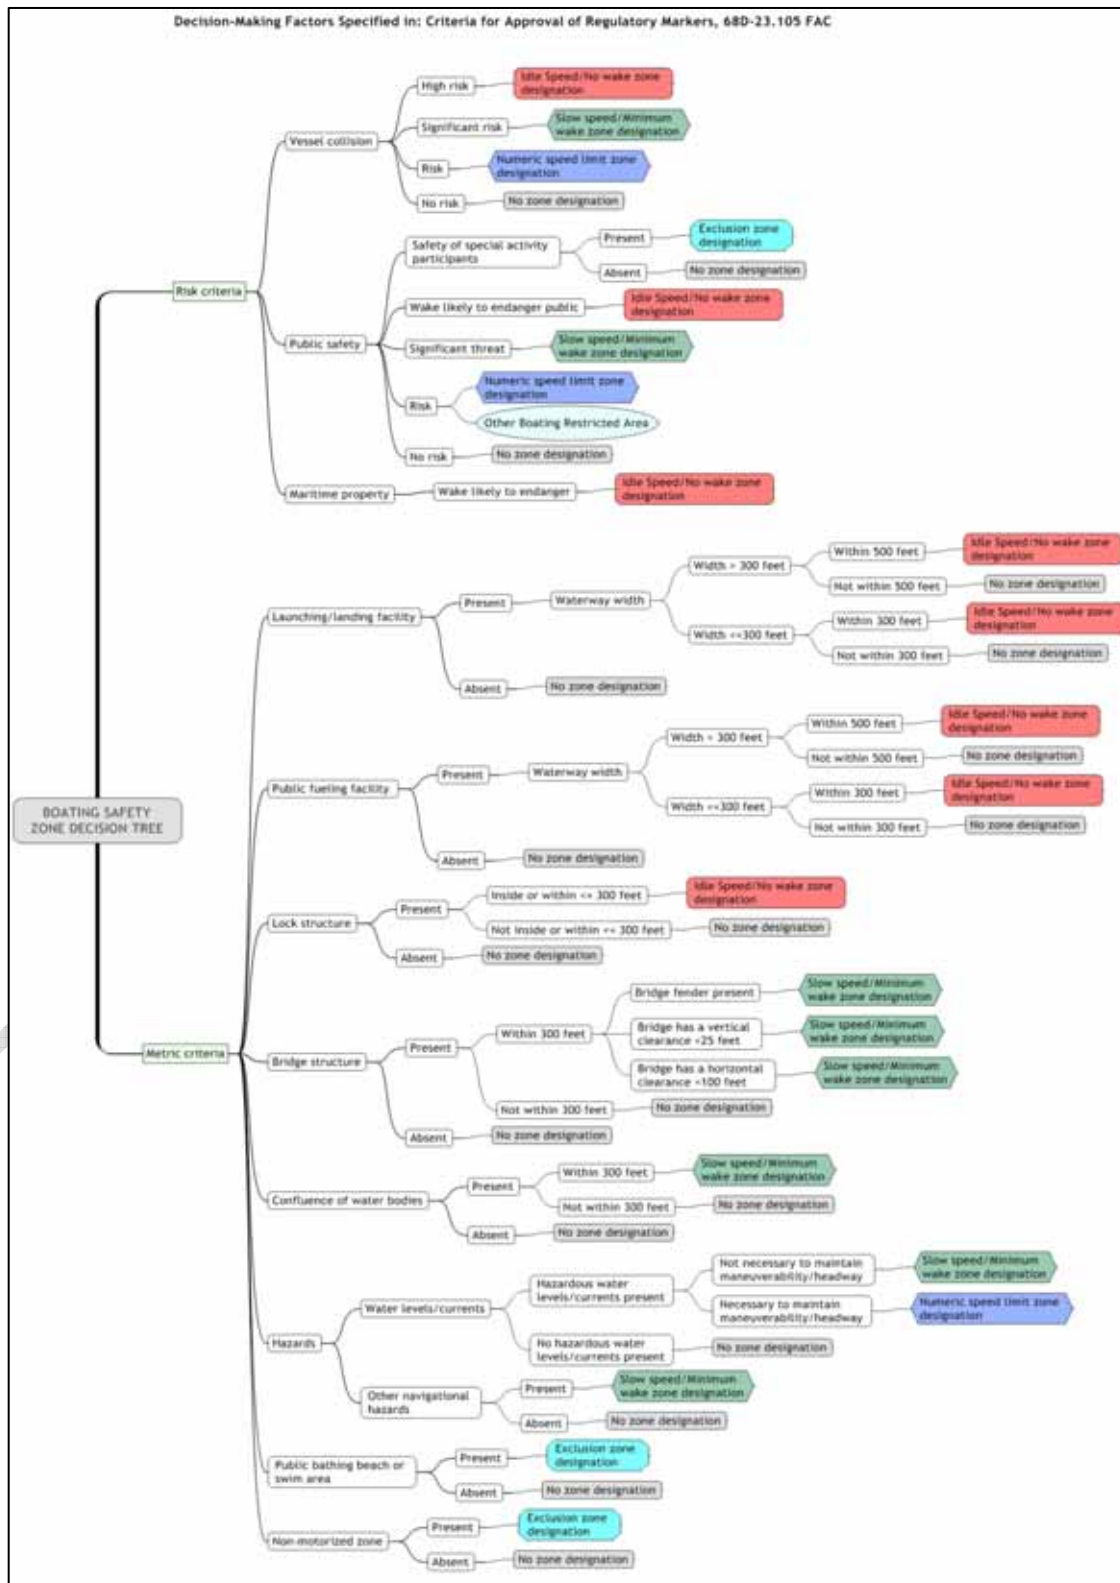 Decision-Making Factors Specified in: Criteria for Approval of Regulatory Markers, 68D-23.105 FAC
BOATING SAFETY
ZONE DECISION TREE
Risk criteria
Vessel collision
High risk
Idle Speed/No wake zone
designation
Significant risk
Slow speed/Minimum
wake zone designation
Risk
Numeric speed limit zone
designation
No risk
No zone designation
Public safety
Safety of special activity
participants
Present
Exclusion zone
designation
Absent
No zone designation
Wake likely to endanger public
Idle Speed/No wake zone
designation
Significant threat
Slow speed/Minimum
wake zone designation
Risk
Numeric speed limit zone
designation
Other Boating Restricted Area
No risk
No zone designation
Maritime property
Wake likely to endanger
Idle Speed/No wake zone
designation
Metric criteria
Launching/landing facility
Present
Waterway width
Width > 300 feet
Within 500 feet
Idle Speed/No wake zone
designation
Not within 500 feet
No zone designation
Width <=300 feet
Within 300 feet
Idle Speed/No wake zone
designation
Not within 300 feet
No zone designation
Absent
No zone designation
Public fueling facility
Present
Waterway width
Width > 300 feet
Within 500 feet
Idle Speed/No wake zone
designation
Not within 500 feet
No zone designation
Width <=300 feet
Within 300 feet
Idle Speed/No wake zone
designation
Not within 300 feet
No zone designation
Absent
No zone designation
Lock structure
Present
Inside or within <= 300 feet
Idle Speed/No wake zone
designation
Not inside or within <= 300 feet
No zone designation
Absent
No zone designation
Bridge structure
Present
Within 300 feet
Bridge fender present
Slow speed/Minimum
wake zone designation
Bridge has a vertical
clearance <25 feet
Slow speed/Minimum
wake zone designation
Bridge has a horizontal
clearance <100 feet
Slow speed/Minimum
wake zone designation
Not within 300 feet
No zone designation
Absent
No zone designation
Confluence of water bodies
Present
Within 300 feet
Slow speed/Minimum
wake zone designation
Not within 300 feet
No zone designation
Absent
No zone designation
Hazards
Water levels/currents
Hazardous water
levels/currents present
Not necessary to maintain
maneuverability/headway
Slow speed/Minimum
wake zone designation
Necessary to maintain
maneuverability/headway
Numeric speed limit zone
designation
No hazardous water
levels/currents present
No zone designation
Other navigational
hazards
Present
Slow speed/Minimum
wake zone designation
Absent
No zone designation
Public bathing beach or
swim area
Present
Exclusion zone
designation
Absent
No zone designation
Non-motorized zone
Present
Exclusion zone
designation
Absent
No zone designation